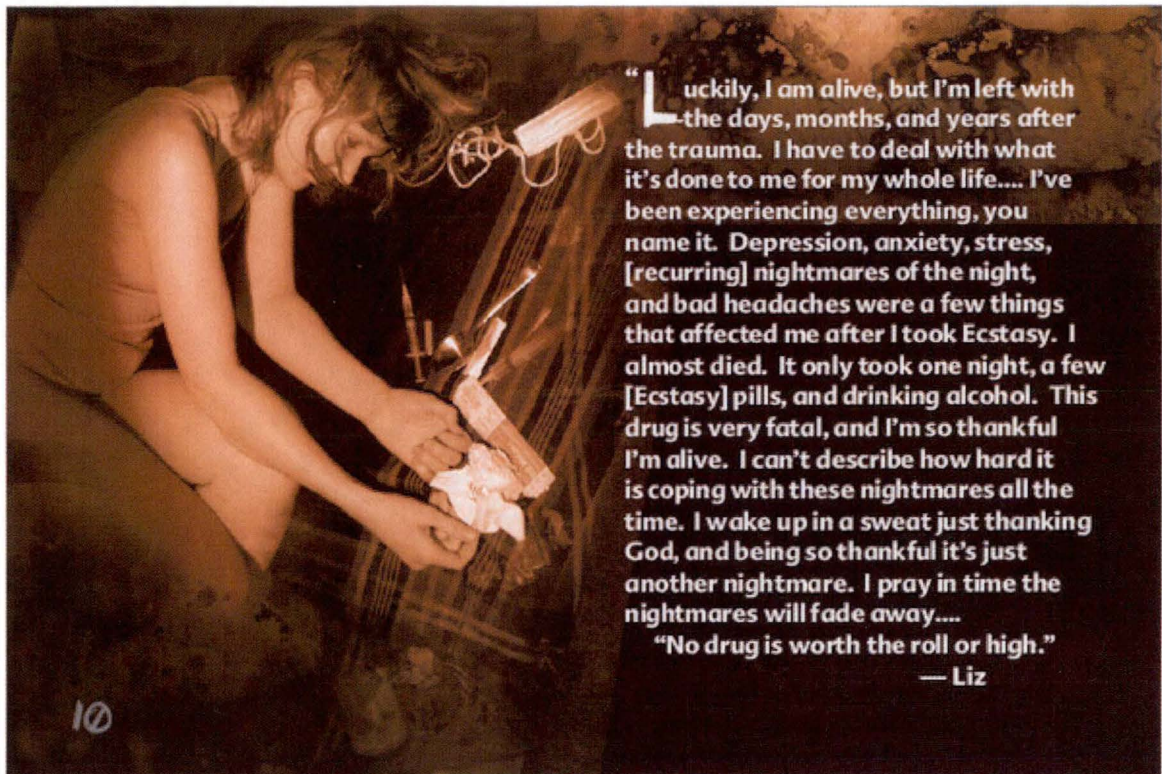 “Luckily, I am alive, but I'm left with
the days, months, and years after
the trauma. I have to deal with what
it's done to me for my whole life.... I've
been experiencing everything, you
name it. Depression, anxiety, stress,
[recurring] nightmares of the night,
and bad headaches were a few things
that affected me after I took Ecstasy. I
almost died. It only took one night, a few
[Ecstasy] pills, and drinking alcohol. This
drug is very fatal, and I'm so thankful
I'm alive. I can't describe how hard it
is coping with these nightmares all the
time. I wake up in a sweat just thanking
God, and being so thankful it's just
another nightmare. I pray in time the
nightmares will fade away....
“No drug is worth the roll or high.”
— Liz
10